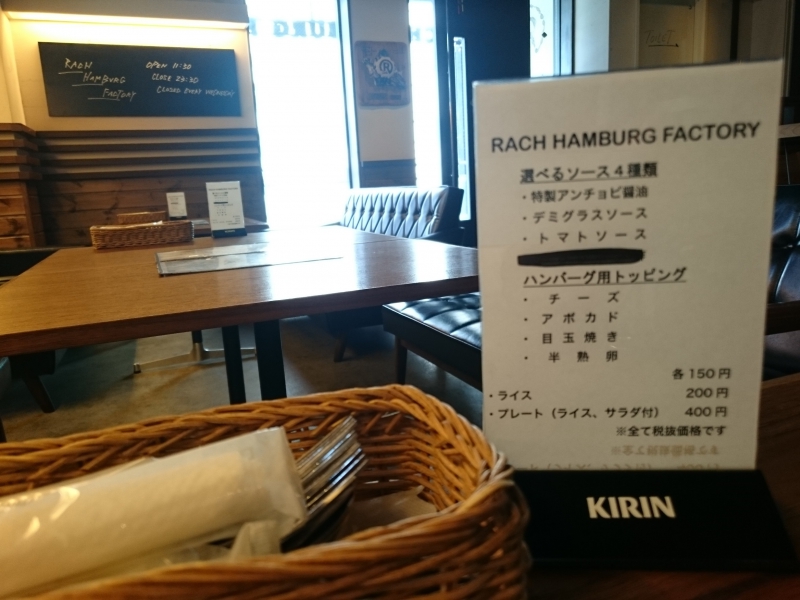 RACH
HAMBURG
FACTORY
OPEN 11:30
CLOSE 23:30
CLOSED EVERY
RACH HAMBURG FACTORY
選べるソース4種類
・特製アンチョビ醤油
・デミグラスソース
・トマトソース
ハンバーグ用トッピング
・チーズ
・アボカド
・目玉焼き
・半熟卵
各150円
・ライス 200円
・プレート（ライス、サラダ付） 400円
※全て税抜価格です
KIRIN